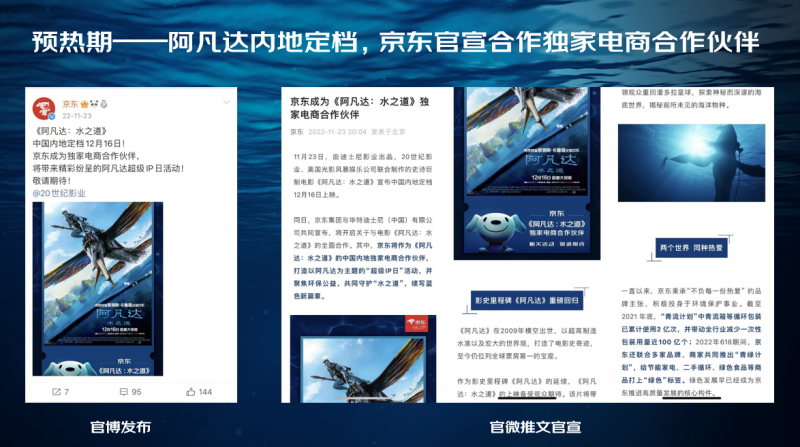 预热期——阿凡达内地定档，京东官宣合作独家电商合作伙伴
京东
22-11-23
《阿凡达：水之道》
中国内地定档12月16日！
京东成为独家电商合作伙伴，
将带来精彩纷呈的阿凡达超级IP日活动！
敬请期待！
@20世纪影业
阿凡达
水之道
12月16日
京东
7
95
144
官博发布
京东成为《阿凡达：水之道》独
家电商合作伙伴
京东 2022-11-23 20:04 发表于北京
11月23日，由迪士尼影业出品，20世纪影
业、美国光影风暴娱乐公司联合制作的史诗巨
制电影《阿凡达：水之道》宣布中国内地定档
12月16日上映。
同日，京东集团与华特迪士尼（中国）有限公
司共同宣布，将开启关于与电影《阿凡达：水
之道》的全面合作。其中，京东将作为《阿凡达：
水之道》的中国内地独家电商合作伙伴，
打造以阿凡达为主题的“超级IP日”活动，并
聚焦环保公益，共同守护“水之道”，续写蓝
色新篇章。
阿凡达
水之道
12月16日
京东
《阿凡达：水之道》
独家电商合作伙伴
影史里程碑《阿凡达》重磅回归
《阿凡达》在2009年横空出世，以超高制造
水准以及宏大的世界观，打造了电影史奇迹，
至今仍位列全球票房第一的宝座。
作为影史里程碑《阿凡达》的延续，《阿凡
达：水之道》的上映备受观众期待。该片将带
领观众重回潘多拉星球，探索神秘而深邃的海
底世界，揭秘前所未见的海洋物种。
两个世界 同种热爱
一直以来，京东秉承“不负每一份热爱”的品
牌主张，积极投身于环境保护事业。截至
2021年底，“青流计划”中青流箱等循环包装
已累计使用2亿次，并带动全行业减少一次性
包装用量近100亿个；2022年618期间，京
东还联合多家品牌、商家共同推出“青绿计
划”，给节能家电、二手循环、绿色食品等商
品打上“绿色”标签。绿色发展早已经成为京
东推进高质量发展的核心构件。
官微推文官宣